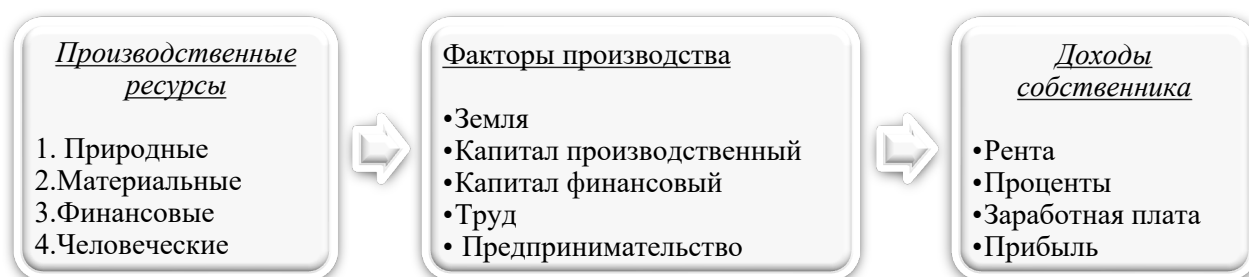 Производственные
ресурсы
1. Природные
2.Материальные
3.Финансовые
4.Человеческие
Факторы производства
•Земля
•Капитал производственный
•Капитал финансовый
•Труд
• Предпринимательство
Доходы
собственника
•Рента
•Проценты
•Заработная плата
•Прибыль